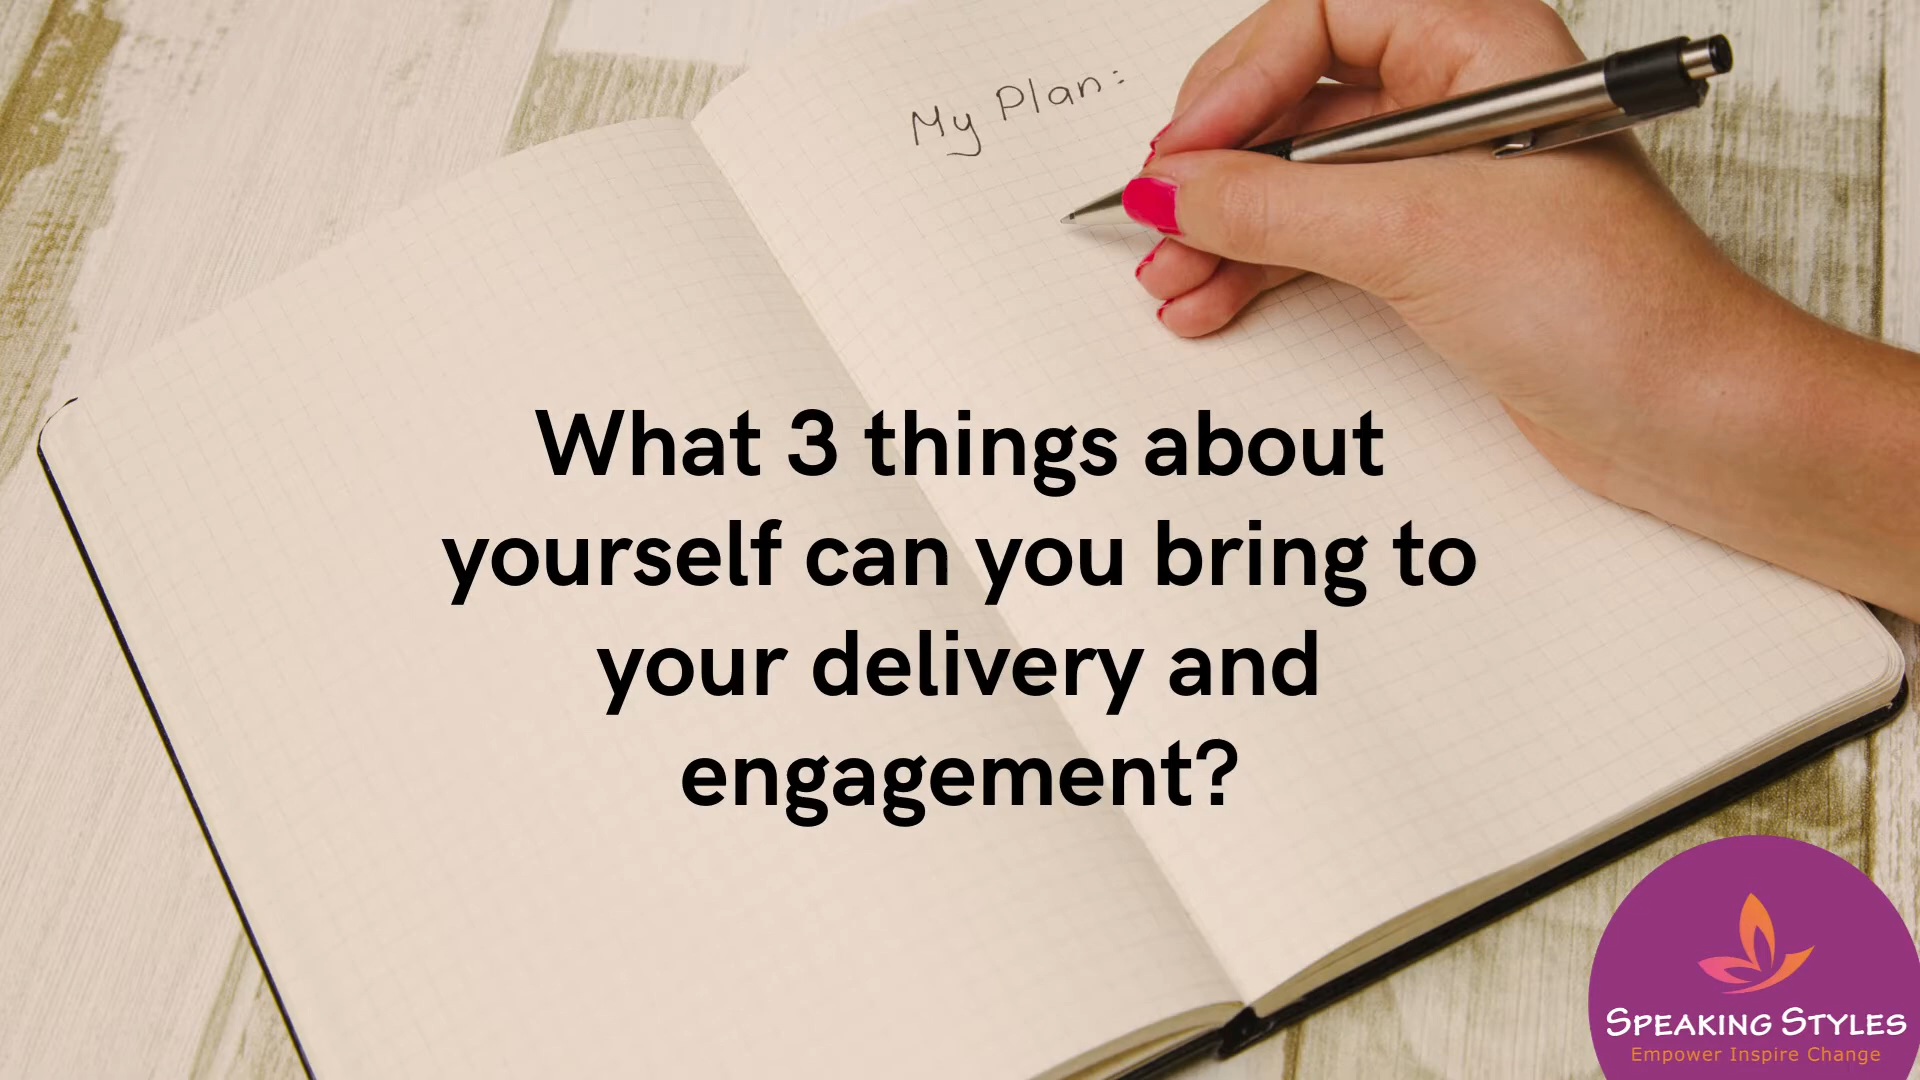 My Plan:
What 3 things about
yourself can you bring to
your delivery and
engagement?
SPEAKING STYLES
Empower Inspire Change